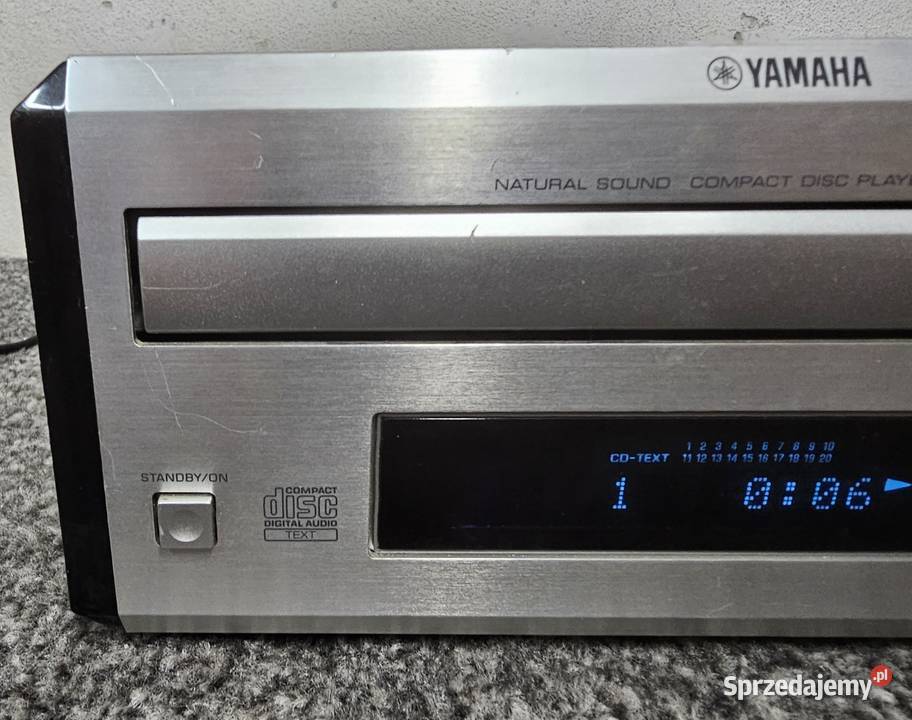 YAMAHA
NATURAL SOUND COMPACT DISC PLAYE
1 2 3 4 5 6 7 8 9 10
CD-TEXT 11 12 13 14 15 16 17 18 19 20
1 0:06
STANDBY/ON
COMPACT
disc
DIGITAL AUDIO
TEXT
Sprzedajemy.pl